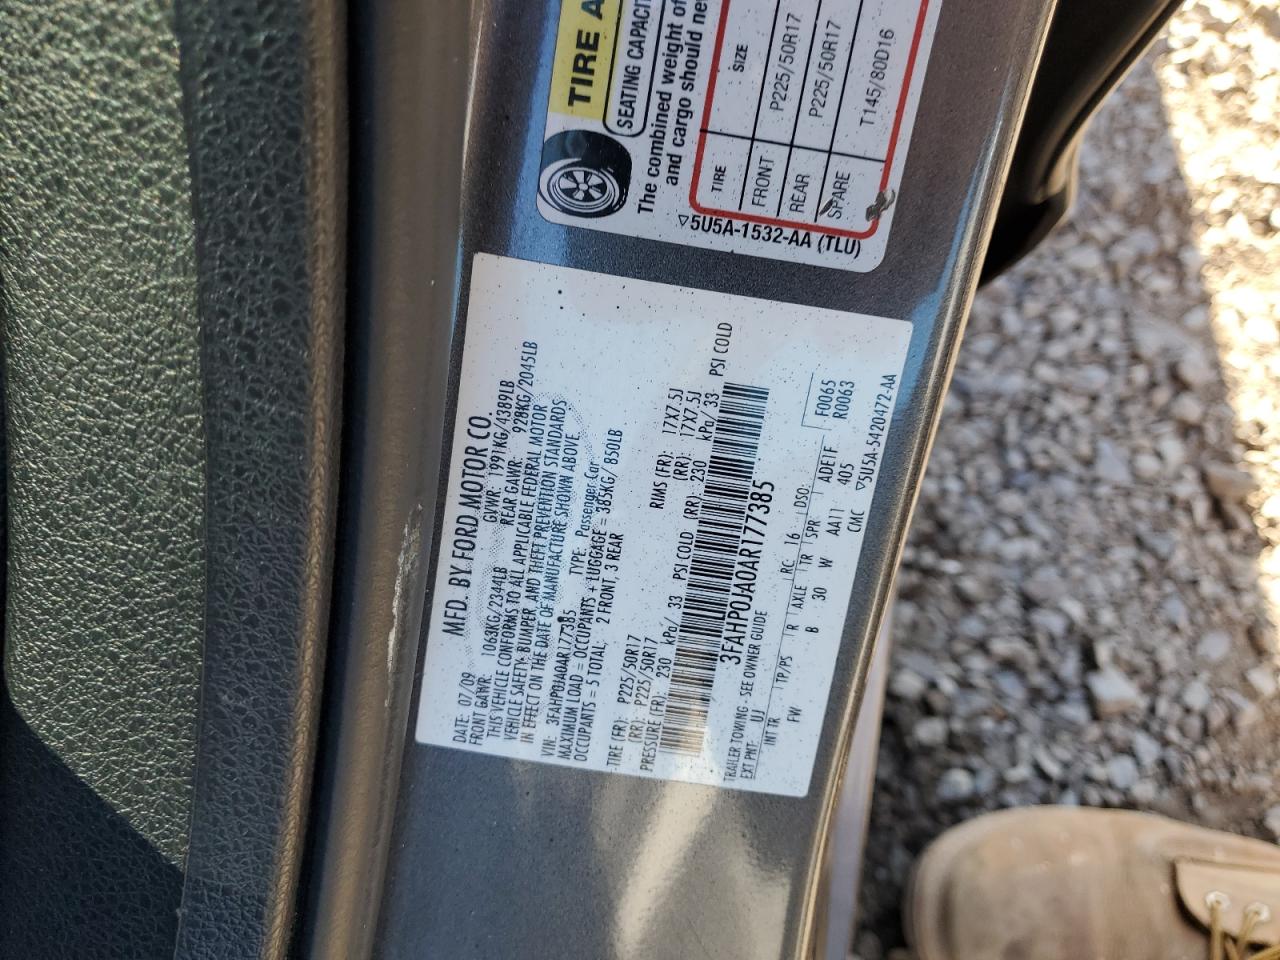 TIRE A
SEATING CAPACIT
The combined weight of
and cargo should ne
TIRE SIZE
FRONT P225/50R17
REAR P225/50R17
SPARE T145/80D16
5U5A-1532-AA (TLU)
MFD. BY FORD MOTOR CO.
DATE: 07/09 GVWR: 1991KG/4389LB
FRONT GAWR: 1063KG/2344LB REAR GAWR: 928KG/2045LB
THIS VEHICLE CONFORMS TO ALL APPLICABLE FEDERAL MOTOR
VEHICLE SAFETY, BUMPER, AND THEFT PREVENTION STANDARDS
IN EFFECT ON THE DATE OF MANUFACTURE SHOWN ABOVE.
VIN: 3FAHP0JA0AR177385 TYPE: Passenger Car
MAXIMUM LOAD = OCCUPANTS + LUGGAGE = 385KG/850LB
OCCUPANTS = 5 TOTAL: 2 FONT, 3 REAR
TIRE (FR): P225/50R17 RIMS (FR): 17X7.5J
(RR): P225/50R17 (RR): 17X7.5J
PRESSURE (FR): 230 kPa/ 33 PSI COLD (RR): 230 kPa/ 33 PSI COLD
3FAHP0JA0AR177385
TRAILER TOWING - SEE OWNER GUIDE
EXT PNT: UJ RC: 16 DSO: F0065
R0063
INT TR TP/PS R AXLE TR SPR ADE1F
FW B 30 W AA11 405
CMC 5U5A-5420472-AA